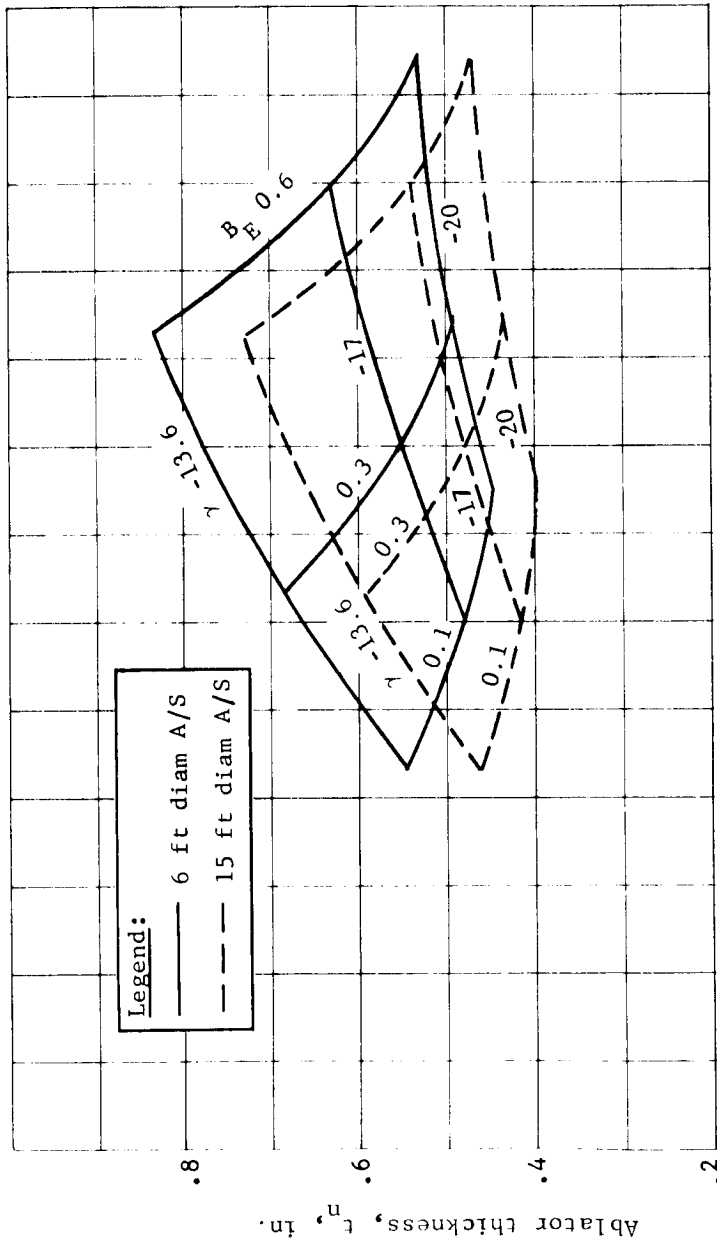 Legend:
6 ft diam A/S
15 ft diam A/S
Ablator thickness, t_n, in.
.8
.6
.4
.2
γ -13.6
B_E 0.6
0.3
-17
-20
0.1
γ -13.6
0.3
-17
-20
0.1